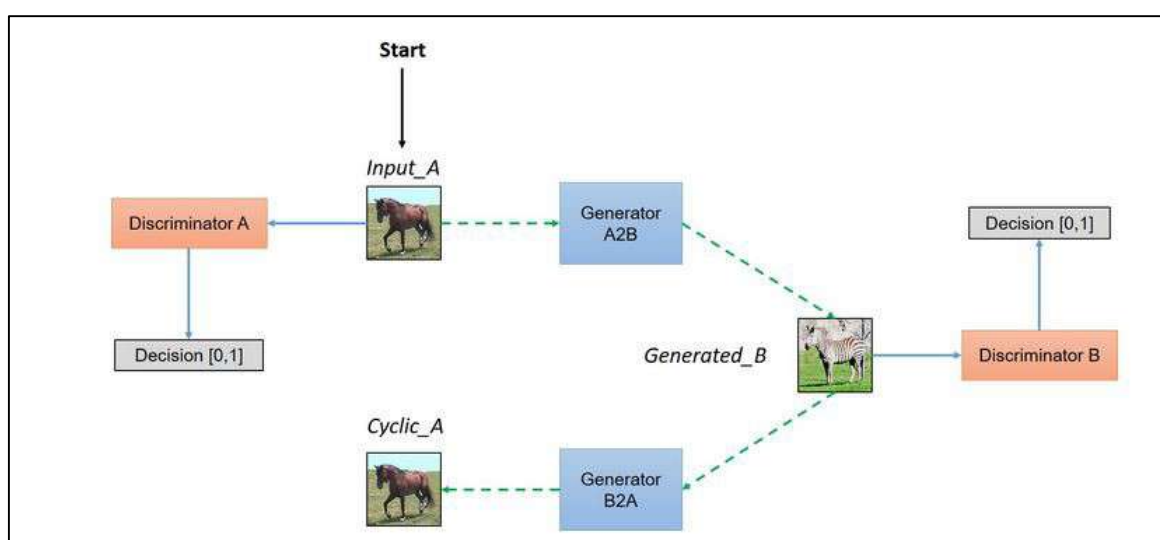 Start
Input_A
Discriminator A
Generator
A2B
Decision [0,1]
Decision [0,1]
Generated_B
Discriminator B
Cyclic_A
Generator
B2A